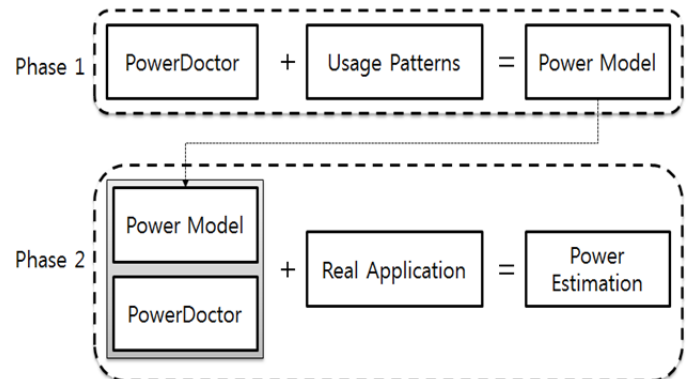 Phase 1
PowerDoctor + Usage Patterns = Power Model
Phase 2
Power Model
PowerDoctor
+ Real Application =
Power
Estimation